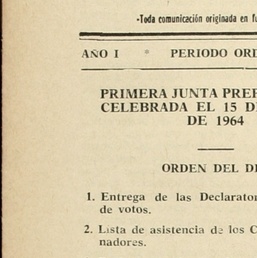 -Toda comunicación originada en
AÑO I * PERIODO
PRIMERA JUNTA
CELEBRADA EL 15
DE 1964
ORDEN DEL
1. Entrega de las
de votos.
2. Lista de asistencia de los
nadores.